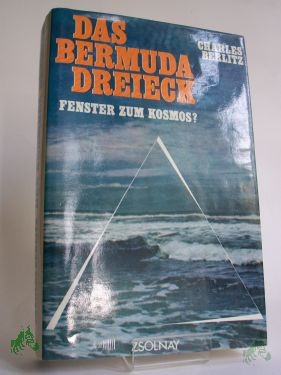 DAS
BERMUDA
DREIECK
CHARLES
BERLITZ
FENSTER ZUM KOSMOS?
ZSOLNAY